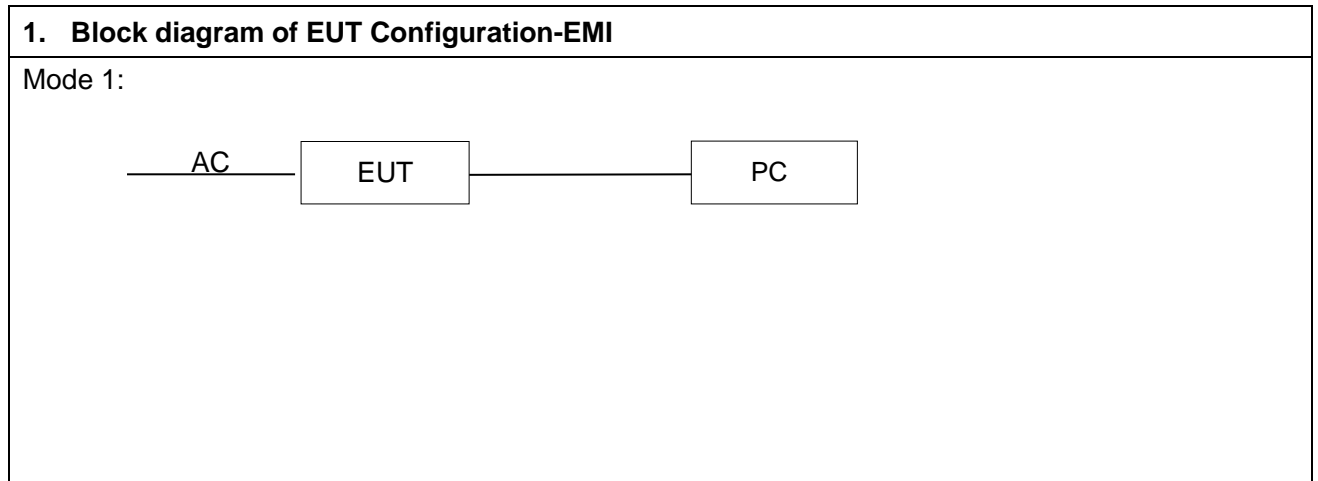 1. Block diagram of EUT Configuration-EMI
Mode 1:
AC
EUT
PC